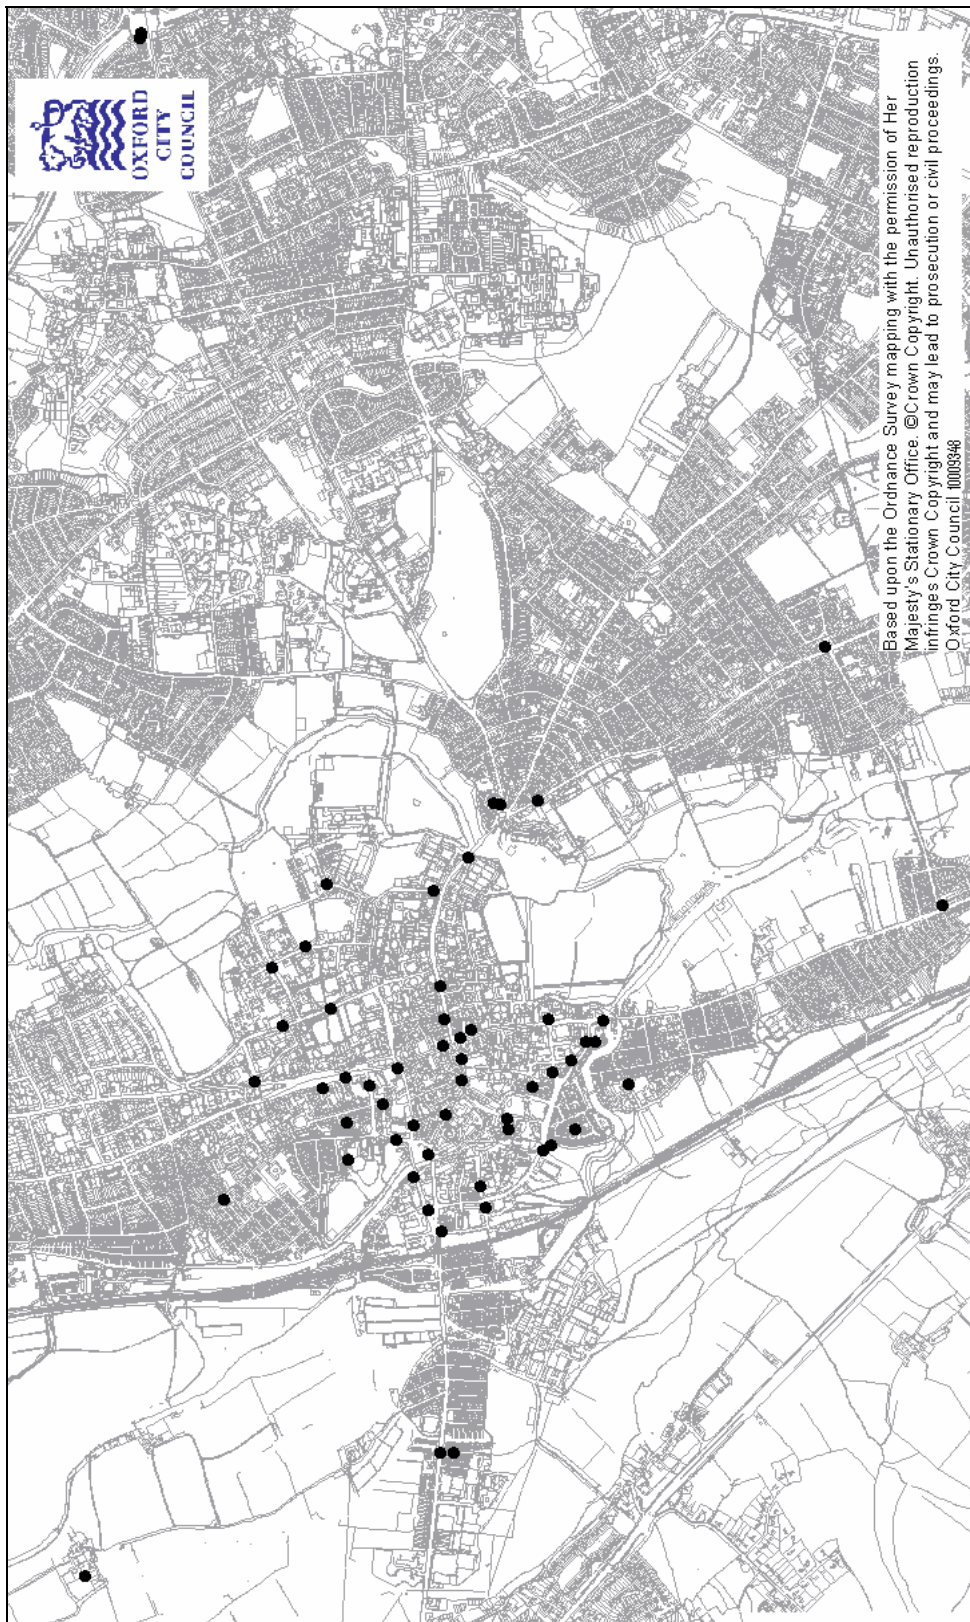 OXFORD
CITY
COUNCIL
Based upon the Ordnance Survey mapping with the permission of Her
Majesty's Stationary Office. ©Crown Copyright. Unauthorised reproduction
infringes Crown Copyright and may lead to prosecution or civil proceedings.
Oxford City Council 10009348